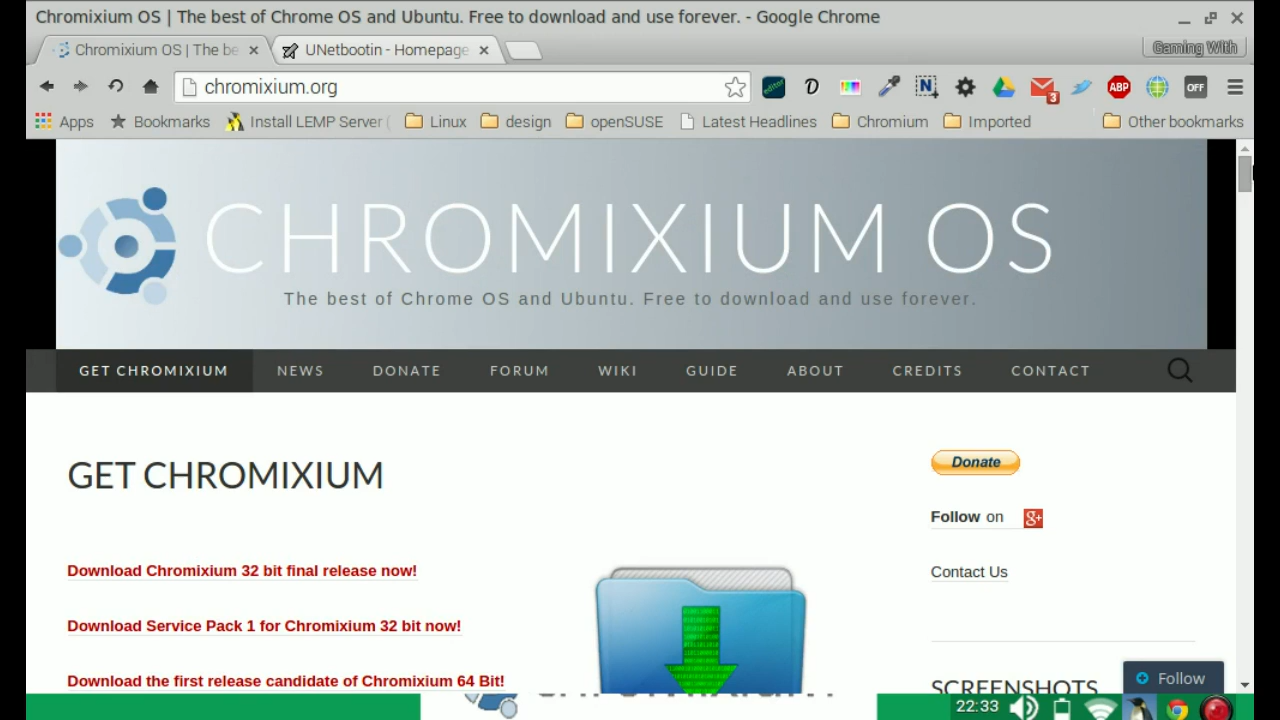 Chromixium OS | The best of Chrome OS and Ubuntu. Free to download and use forever. - Google Chrome
Chromixium OS | The be
UNetbootin - Homepage
Gaming With
chromixium.org
editor
D
N
3
ABP
OFF
Apps
Bookmarks
Install LEMP Server (
Linux
design
openSUSE
Latest Headlines
Chromium
Imported
Other bookmarks
CHROMIXIUM OS
The best of Chrome OS and Ubuntu. Free to download and use forever.
GET CHROMIXIUM
NEWS
DONATE
FORUM
WIKI
GUIDE
ABOUT
CREDITS
CONTACT
GET CHROMIXIUM
Donate
Follow on
g+
Download Chromixium 32 bit final release now!
Contact Us
Download Service Pack 1 for Chromixium 32 bit now!
Download the first release candidate of Chromixium 64 Bit!
SCREENSHOTS
Follow
22:33